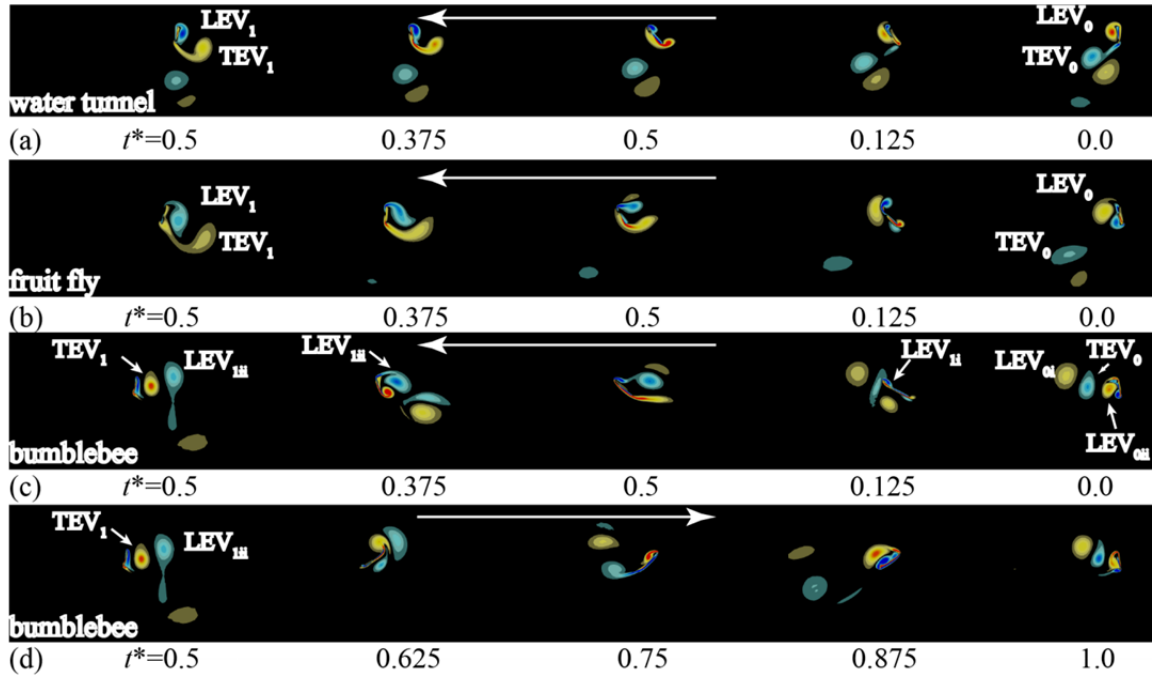 LEV1 LEV0
TEV1 TEV0
water tunnel
(a) t*=0.5 0.375 0.5 0.125 0.0
LEV1 LEV0
TEV1 TEV0
fruit fly
(b) t*=0.5 0.375 0.5 0.125 0.0
TEV1 LEV1ii LEV1ii LEV1i LEV0i TEV0
LEV0ii
bumblebee
(c) t*=0.5 0.375 0.5 0.125 0.0
TEV1 LEV1ii
bumblebee
(d) t*=0.5 0.625 0.75 0.875 1.0